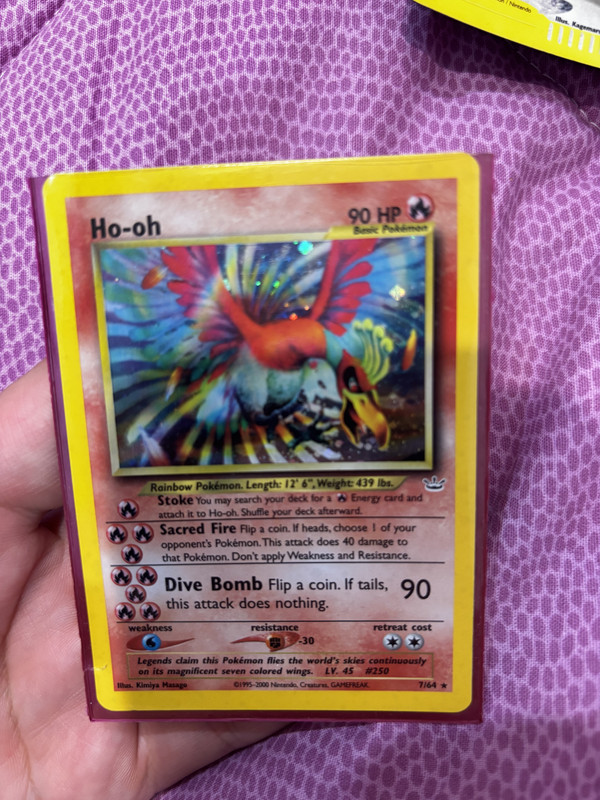 / Nintendo
Illus. Kagemaru
Ho-oh
90 HP
Basic Pokémon
Rainbow Pokémon. Length: 12' 6", Weight: 439 lbs.
Stoke You may search your deck for a Energy card and
attach it to Ho-oh. Shuffle your deck afterward.
Sacred Fire Flip a coin. If heads, choose 1 of your
opponent's Pokémon. This attack does 40 damage to
that Pokémon. Don't apply Weakness and Resistance.
Dive Bomb Flip a coin. If tails, 90
this attack does nothing.
weakness resistance retreat cost
-30
Legends claim this Pokémon flies the world's skies continuously
on its magnificent seven colored wings. LV. 45 #250
Illus. Kimiya Masago ©1995-2000 Nintendo, Creatures, GAMEFREAK. 7/64 ★